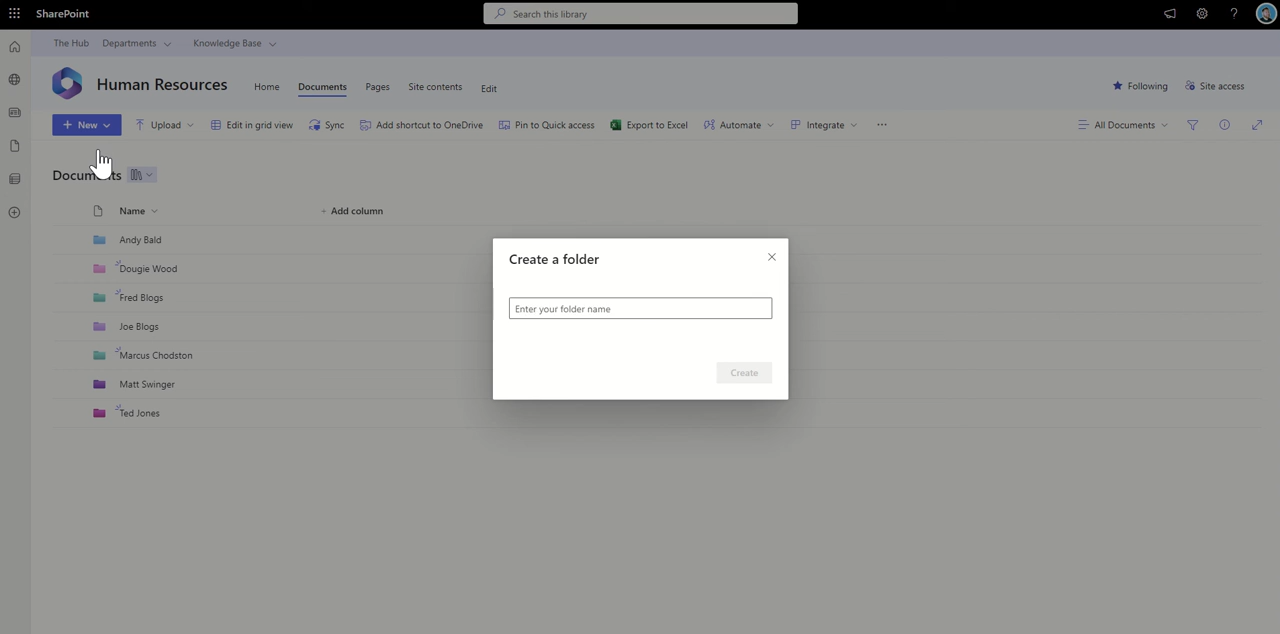 SharePoint
Search this library
The Hub Departments Knowledge Base
Human Resources Home Documents Pages Site contents Edit Following Site access
+ New Upload Edit in grid view Sync Add shortcut to OneDrive Pin to Quick access Export to Excel Automate Integrate ... All Documents
Documents
Name + Add column
Andy Bald
Dougie Wood
Fred Blogs
Joe Blogs
Marcus Chodston
Matt Swinger
Ted Jones
Create a folder
Enter your folder name
Create